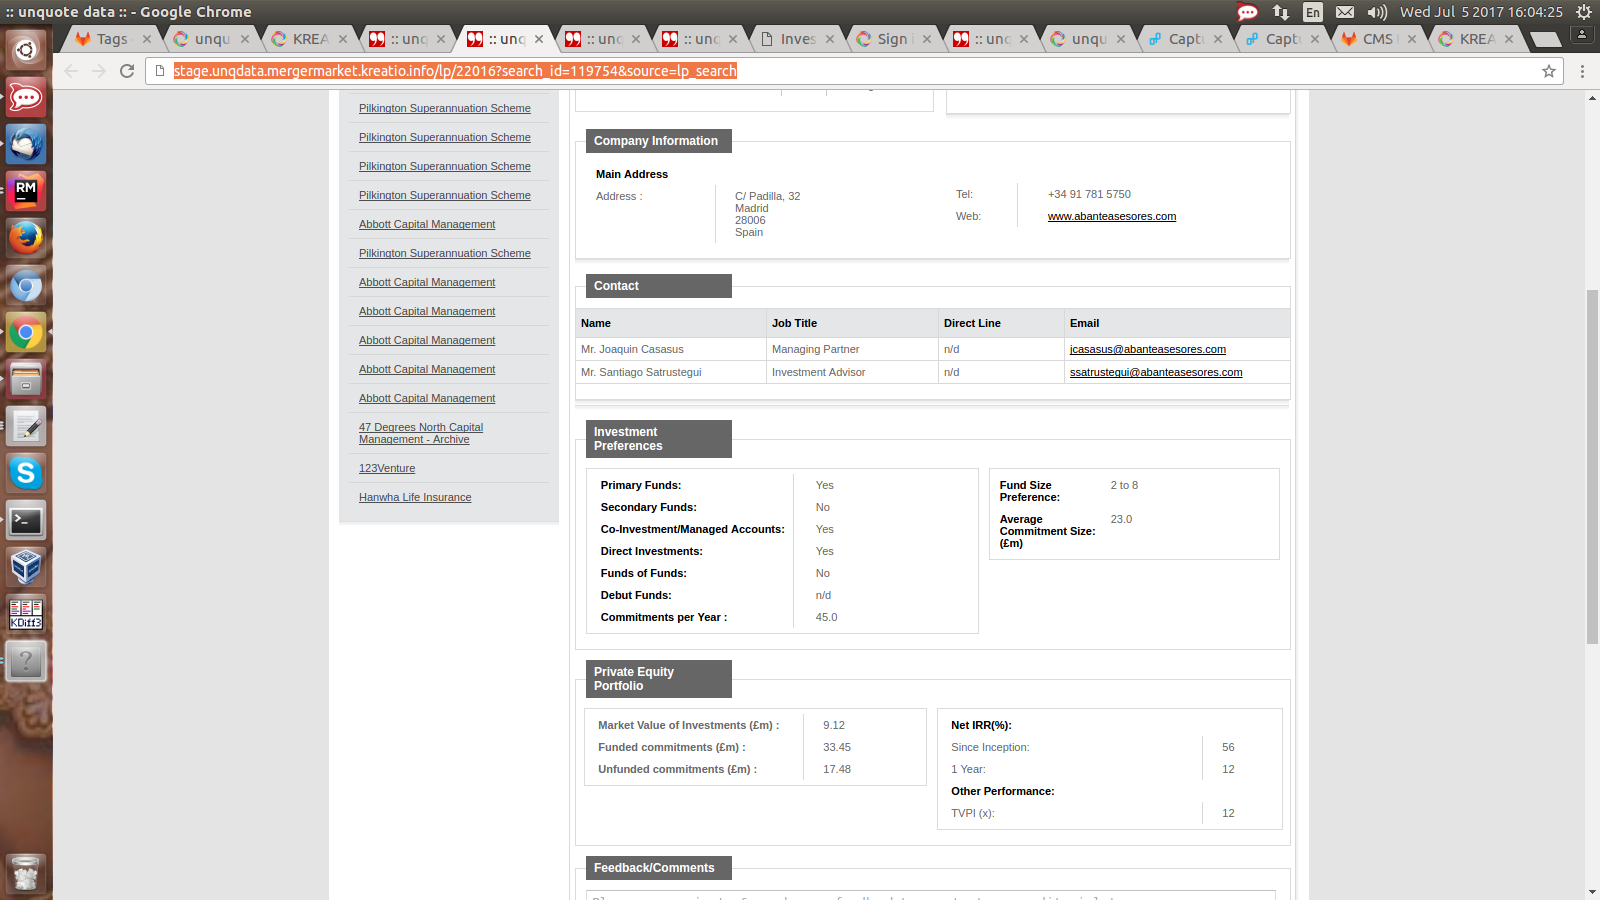 :: unquote data :: - Google Chrome
En
Wed Jul 5 2017 16:04:25
Tags
unqu
KREA
:: unq
:: unq
:: unq
:: unq
Inves
Sign i
:: unq
unqu
Captu
Captu
CMS
KREA
stage.unqdata.mergermarket.kreatio.info/lp/22016?search_id=119754&source=lp_search
Pilkington Superannuation Scheme
Pilkington Superannuation Scheme
Pilkington Superannuation Scheme
Pilkington Superannuation Scheme
Abbott Capital Management
Pilkington Superannuation Scheme
Abbott Capital Management
Abbott Capital Management
Abbott Capital Management
Abbott Capital Management
Abbott Capital Management
47 Degrees North Capital
Management - Archive
123Venture
Hanwha Life Insurance
Company Information
Main Address
Address :
C/ Padilla, 32
Madrid
28006
Spain
Tel: +34 91 781 5750
Web: www.abanteasesores.com
Contact
Name Job Title Direct Line Email
Mr. Joaquin Casasus Managing Partner n/d jcasasus@abanteasesores.com
Mr. Santiago Satrustegui Investment Advisor n/d ssatrustegui@abanteasesores.com
Investment
Preferences
Primary Funds: Yes
Secondary Funds: No
Co-Investment/Managed Accounts: Yes
Direct Investments: Yes
Funds of Funds: No
Debut Funds: n/d
Commitments per Year : 45.0
Fund Size
Preference: 2 to 8
Average
Commitment Size: 23.0
(£m)
Private Equity
Portfolio
Market Value of Investments (£m) : 9.12
Funded commitments (£m) : 33.45
Unfunded commitments (£m) : 17.48
Net IRR(%):
Since Inception: 56
1 Year: 12
Other Performance:
TVPI (x): 12
Feedback/Comments
RM
KDiff3